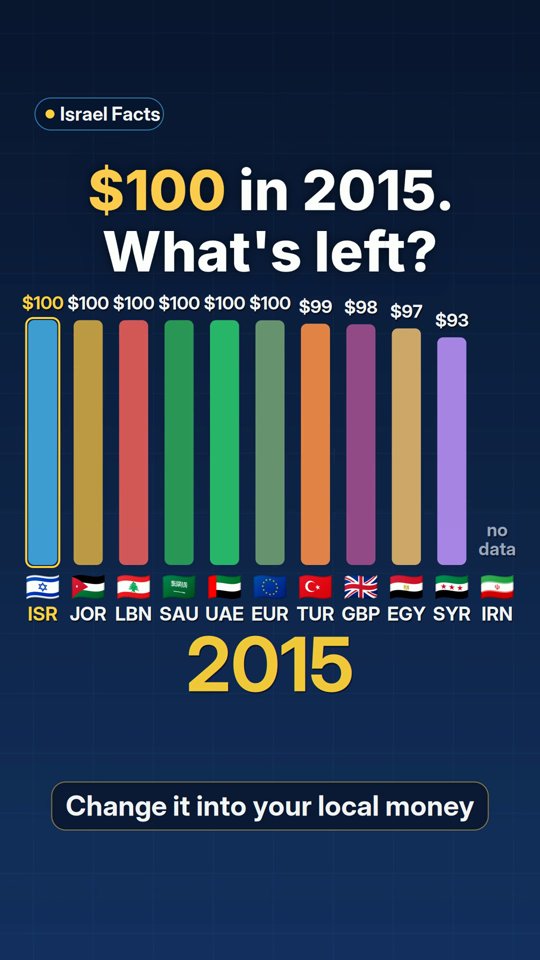 Israel Facts
$100 in 2015.
What's left?
$100 $100 $100 $100 $100 $100 $99 $98 $97 $93
no
data
ISR JOR LBN SAU UAE EUR TUR GBP EGY SYR IRN
2015
Change it into your local money